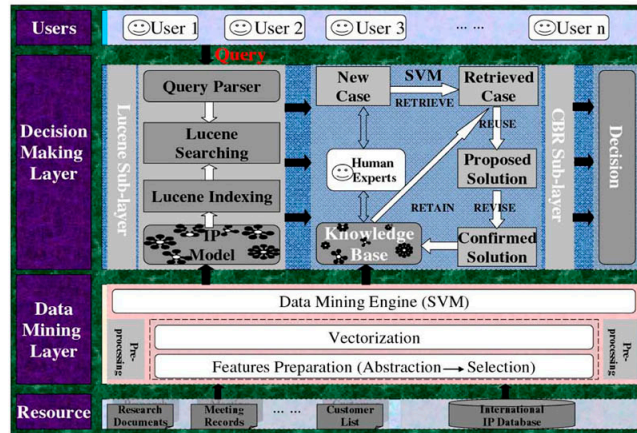 Users
User 1
User 2
User 3
... ...
User n
Query
Decision
Making
Layer
Lucene Sub-layer
Query Parser
Lucene
Searching
Lucene Indexing
IP
Model
New
Case
SVM
RETRIEVE
Retrieved
Case
REUSE
Human
Experts
Proposed
Solution
RETAIN
REVISE
Knowledge
Base
Confirmed
Solution
CBR Sub-layer
Decision
Data
Mining
Layer
Pre-
processing
Data Mining Engine (SVM)
Vectorization
Features Preparation (Abstraction → Selection)
Pre-
processing
Resource
Research
Documents
Meeting
Records
... ...
Customer
List
International
IP Database